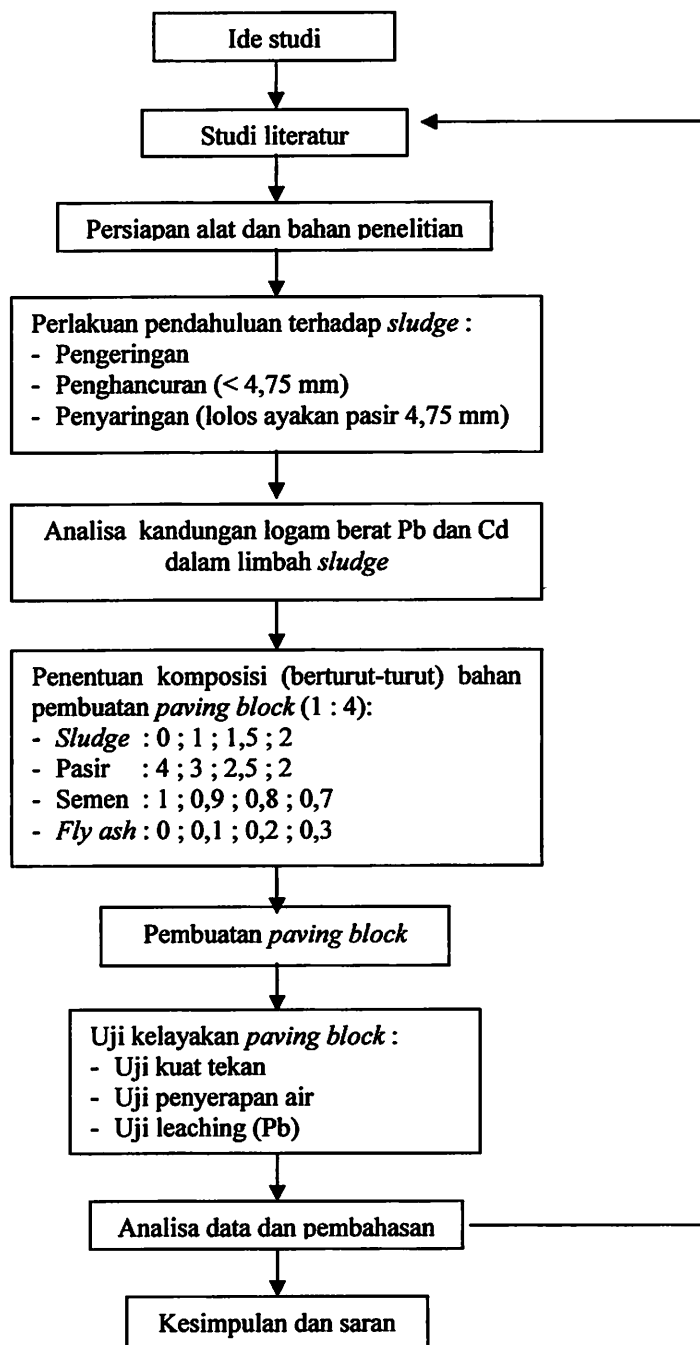 Ide studi
Studi literatur
Persiapan alat dan bahan penelitian
Perlakuan pendahuluan terhadap sludge :
- Pengeringan
- Penghancuran (< 4,75 mm)
- Penyaringan (lolos ayakan pasir 4,75 mm)
Analisa kandungan logam berat Pb dan Cd
dalam limbah sludge
Penentuan komposisi (berturut-turut) bahan
pembuatan paving block (1 : 4):
- Sludge : 0 ; 1 ; 1,5 ; 2
- Pasir : 4 ; 3 ; 2,5 ; 2
- Semen : 1 ; 0,9 ; 0,8 ; 0,7
- Fly ash : 0 ; 0,1 ; 0,2 ; 0,3
Pembuatan paving block
Uji kelayakan paving block :
- Uji kuat tekan
- Uji penyerapan air
- Uji leaching (Pb)
Analisa data dan pembahasan
Kesimpulan dan saran